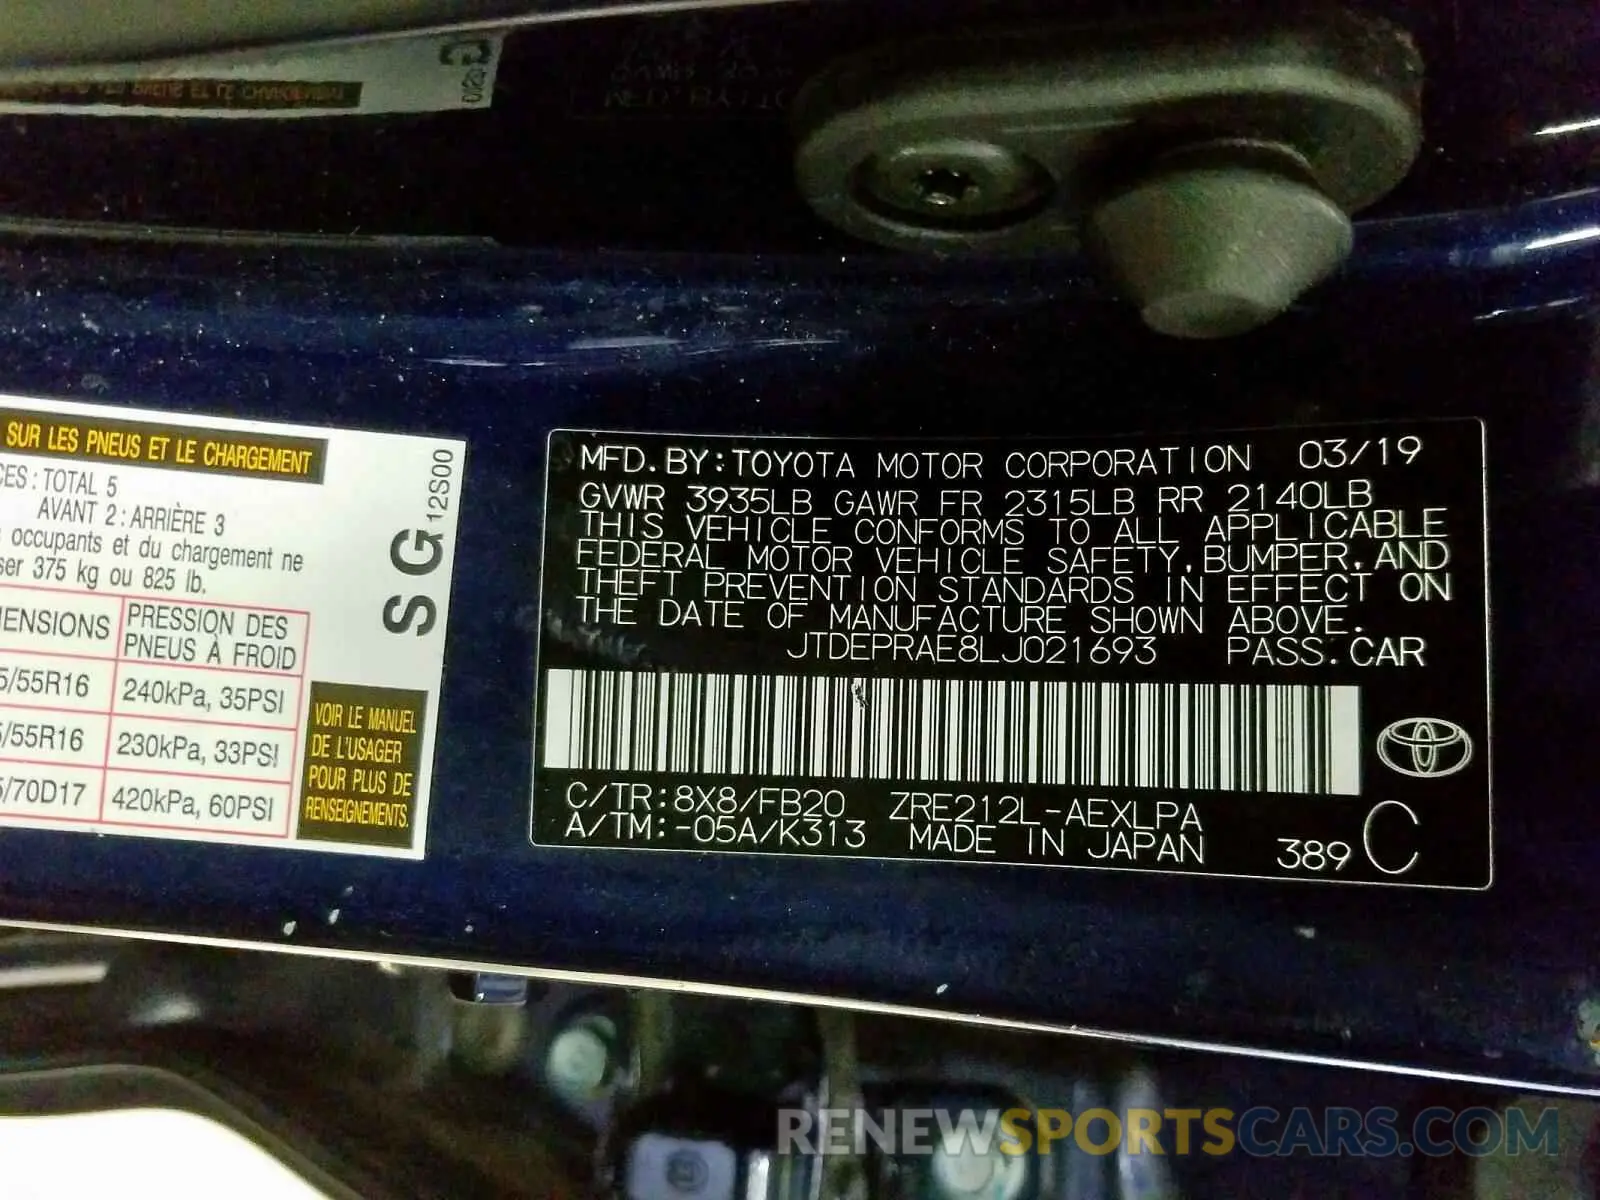 SUR LES PNEUS ET LE CHARGEMENT
CES : TOTAL 5
AVANT 2 : ARRIÈRE 3
occupants et du chargement ne
ser 375 kg ou 825 lb.
ENSIONS PRESSION DES
PNEUS À FROID
5/55R16 240kPa, 35PSI
5/55R16 230kPa, 33PSI
5/70D17 420kPa, 60PSI
SG 12S00
VOIR LE MANUEL
DE L'USAGER
POUR PLUS DE
RENSEIGNEMENTS.
MFD. BY: TOYOTA MOTOR CORPORATION 03/19
GVWR 3935LB GAWR FR 2315LB RR 2140LB
THIS VEHICLE CONFORMS TO ALL APPLICABLE
FEDERAL MOTOR VEHICLE SAFETY, BUMPER, AND
THEFT PREVENTION STANDARDS IN EFFECT ON
THE DATE OF MANUFACTURE SHOWN ABOVE.
JTDEPRAE8LJ021693 PASS. CAR
C/TR: 8X8/FB20 ZRE212L-AEXLPA
A/TM: -05A/K313 MADE IN JAPAN 389 C
RENEWSPORTSCARS.COM